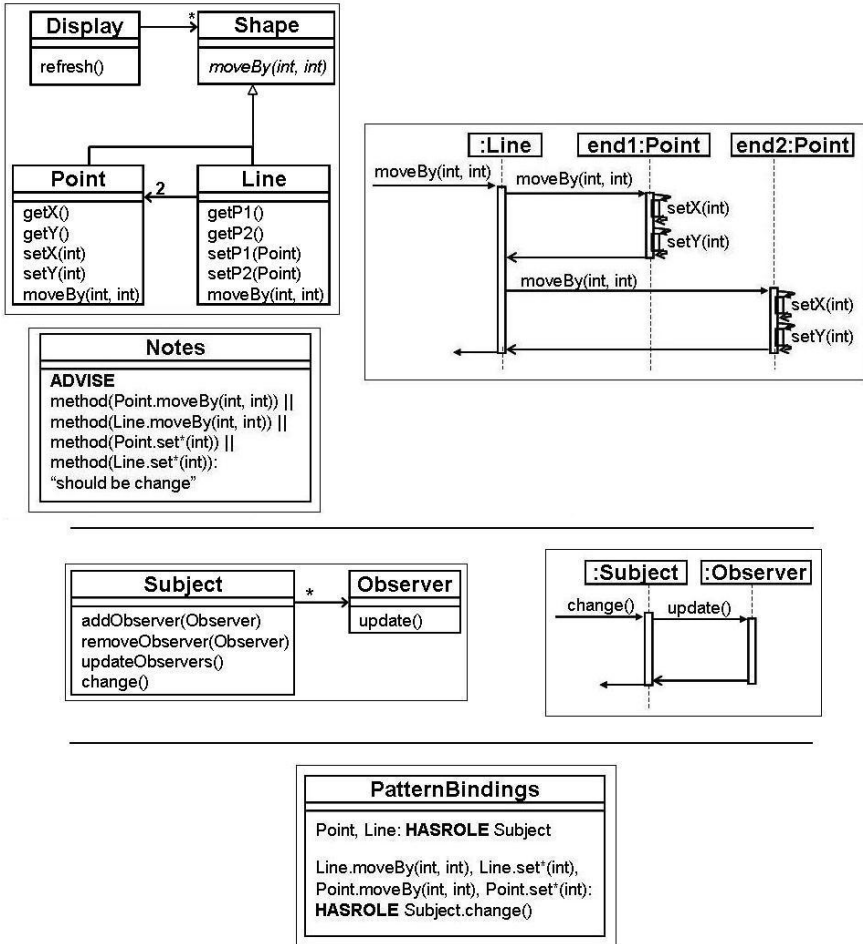 Display
refresh()
*
Shape
moveBy(int, int)
Point
getX()
getY()
setX(int)
setY(int)
moveBy(int, int)
2
Line
getP1()
getP2()
setP1(Point)
setP2(Point)
moveBy(int, int)
:Line
end1:Point
end2:Point
moveBy(int, int)
moveBy(int, int)
setX(int)
setY(int)
moveBy(int, int)
setX(int)
setY(int)
Notes
ADVISE
method(Point.moveBy(int, int)) ||
method(Line.moveBy(int, int)) ||
method(Point.set*(int)) ||
method(Line.set*(int)):
“should be change”
Subject
addObserver(Observer)
removeObserver(Observer)
updateObservers()
change()
*
Observer
update()
:Subject
:Observer
change()
update()
PatternBindings
Point, Line: HASROLE Subject
Line.moveBy(int, int), Line.set*(int),
Point.moveBy(int, int), Point.set*(int):
HASROLE Subject.change()